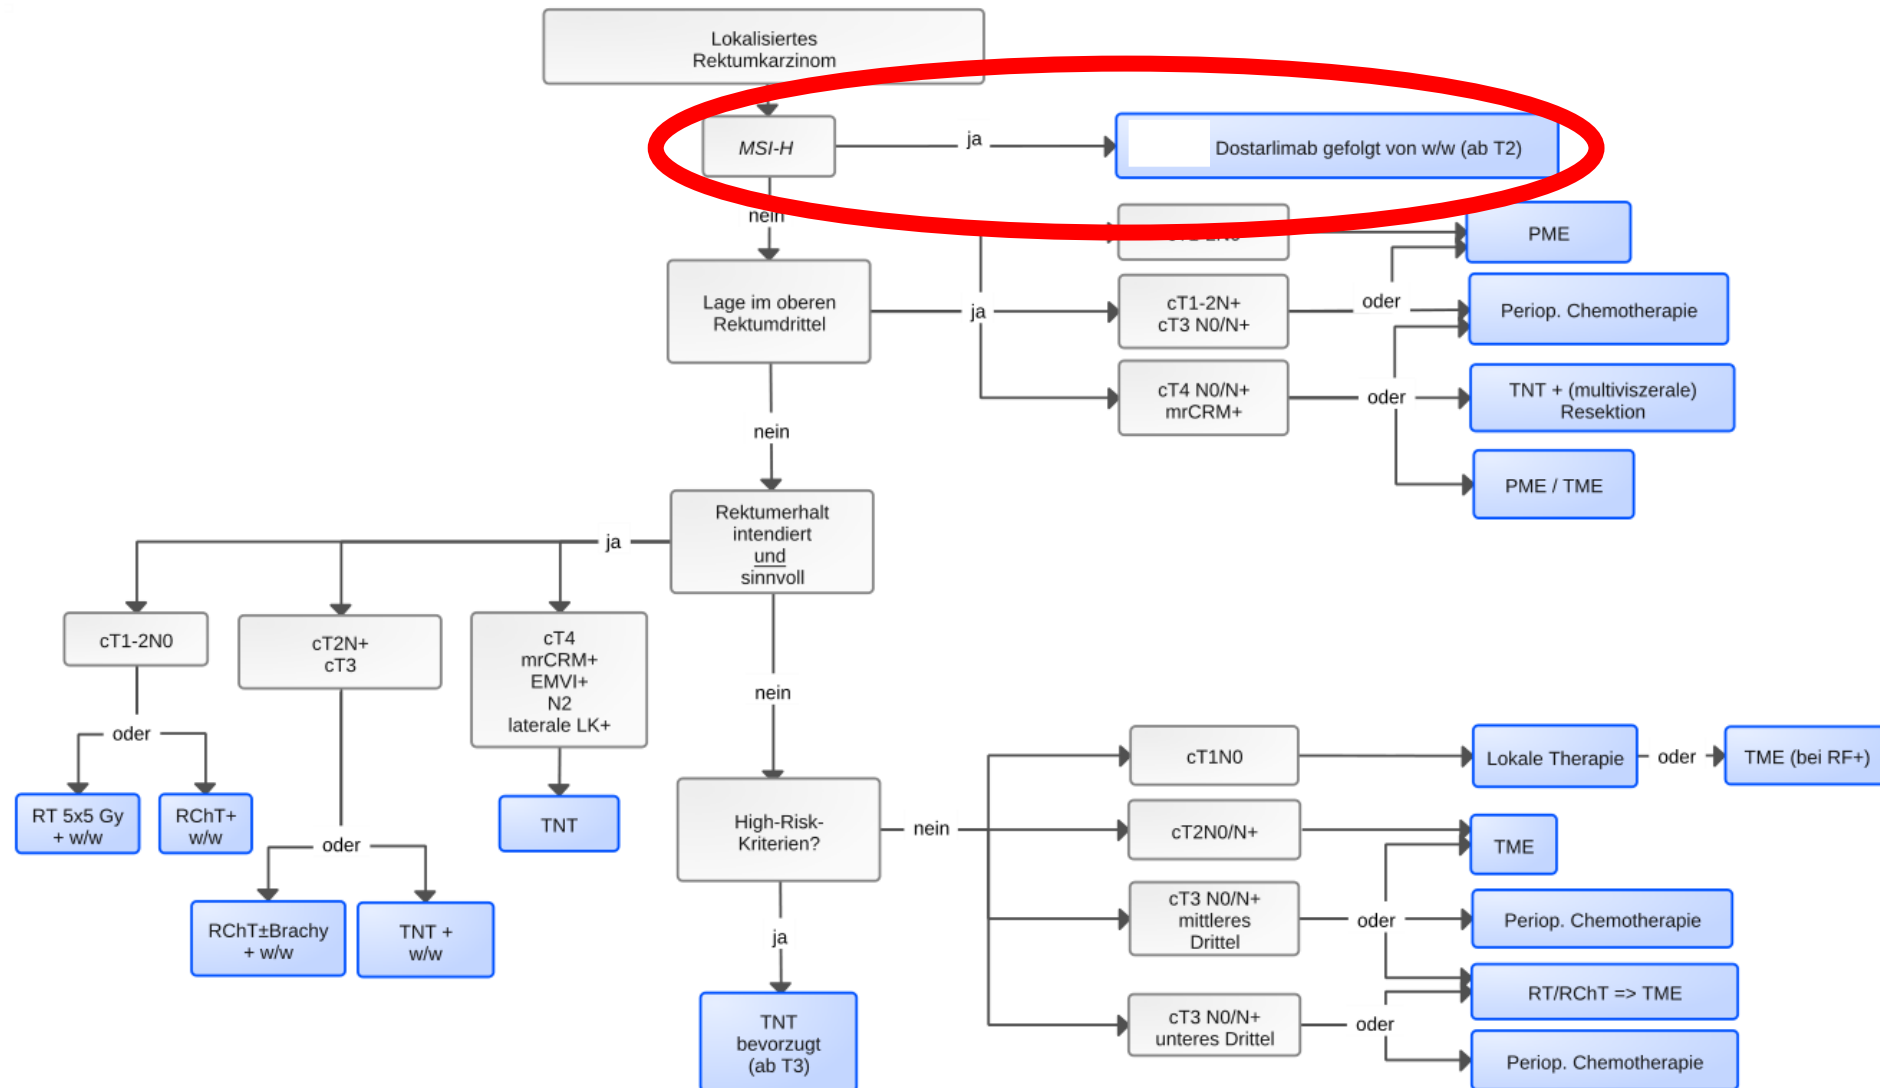 Lokalisiertes
Rektumkarzinom
MSI-H
ja
Dostarlimab gefolgt von w/w (ab T2)
nein
PME
Lage im oberen
Rektumdrittel
ja
cT1-2N+
cT3 N0/N+
oder
Periop. Chemotherapie
cT4 N0/N+
mrCRM+
oder
TNT + (multiviszerale)
Resektion
PME / TME
nein
Rektumerhalt
intendiert
und
sinnvoll
ja
cT1-2N0
cT2N+
cT3
cT4
mrCRM+
EMVI+
N2
laterale LK+
oder
RT 5x5 Gy
+ w/w
RChT+
w/w
TNT
oder
RChT±Brachy
+ w/w
TNT +
w/w
nein
High-Risk-
Kriterien?
nein
cT1N0
Lokale Therapie
oder
TME (bei RF+)
cT2N0/N+
TME
cT3 N0/N+
mittleres
Drittel
oder
Periop. Chemotherapie
RT/RChT => TME
cT3 N0/N+
unteres Drittel
oder
Periop. Chemotherapie
ja
TNT
bevorzugt
(ab T3)